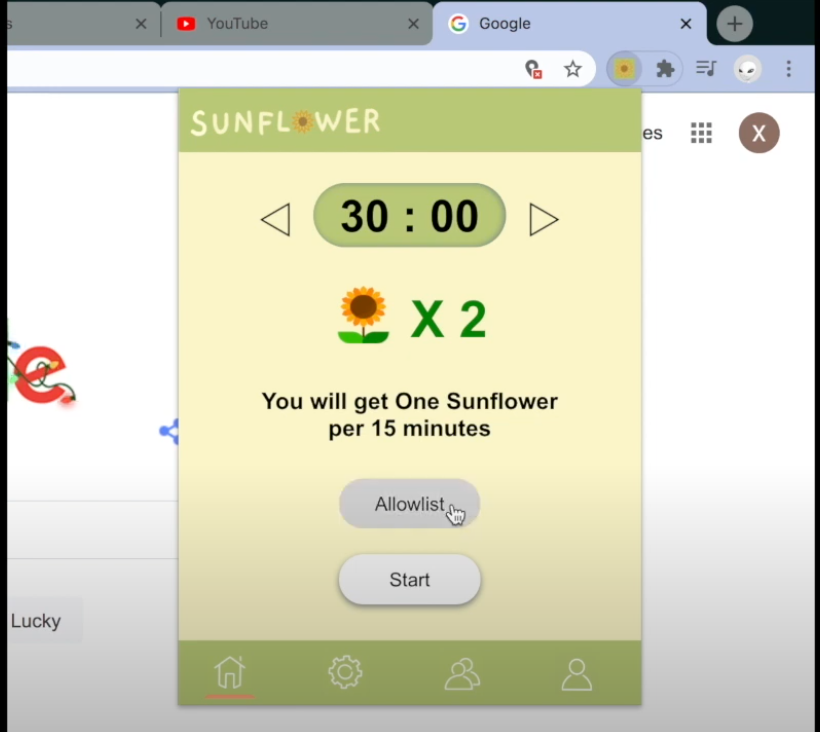 s
YouTube
Google
SUNFLOWER
es
X
30 : 00
X 2
You will get One Sunflower
per 15 minutes
Allowlist
Start
e
Lucky